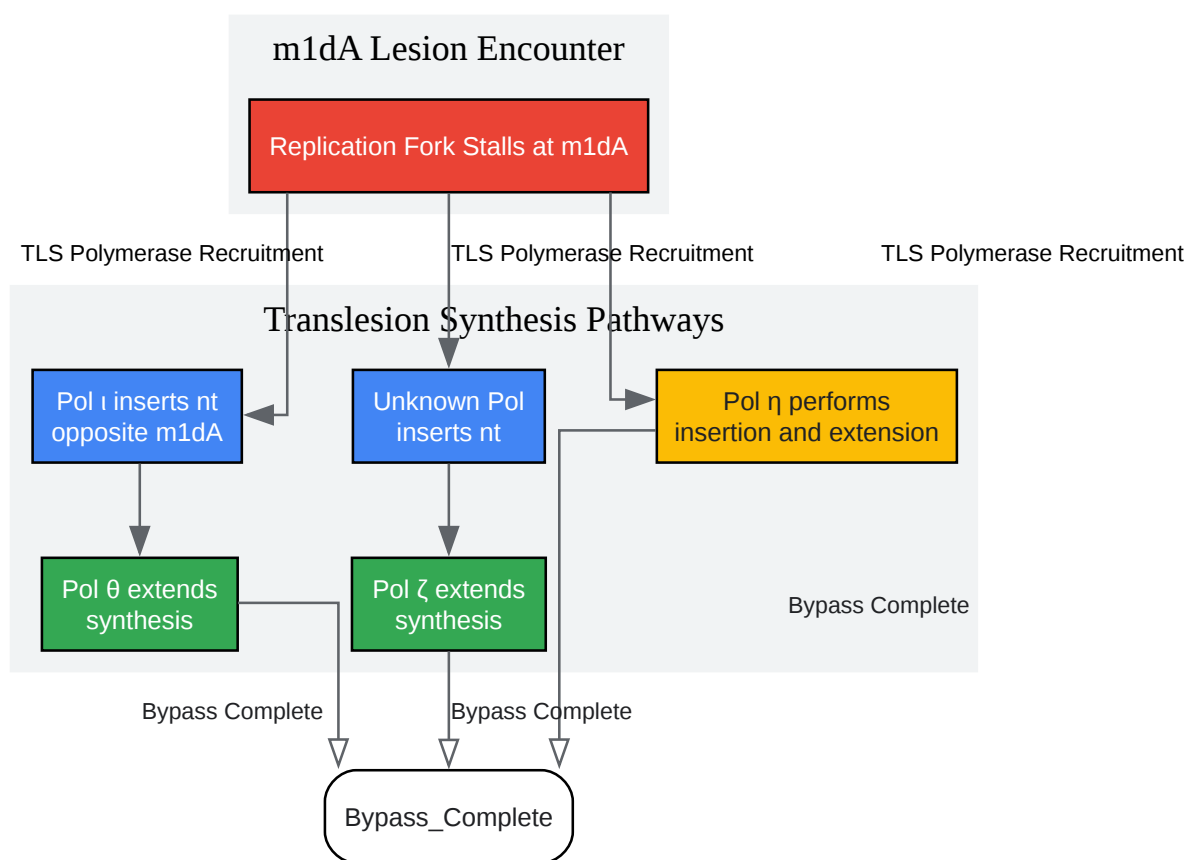 m1dA Lesion Encounter
Replication Fork Stalls at m1dA
TLS Polymerase Recruitment
TLS Polymerase Recruitment
TLS Polymerase Recruitment
Translesion Synthesis Pathways
Pol ι inserts nt
opposite m1dA
Unknown Pol
inserts nt
Pol η performs
insertion and extension
Pol θ extends
synthesis
Pol ζ extends
synthesis
Bypass Complete
Bypass Complete
Bypass Complete
Bypass_Complete